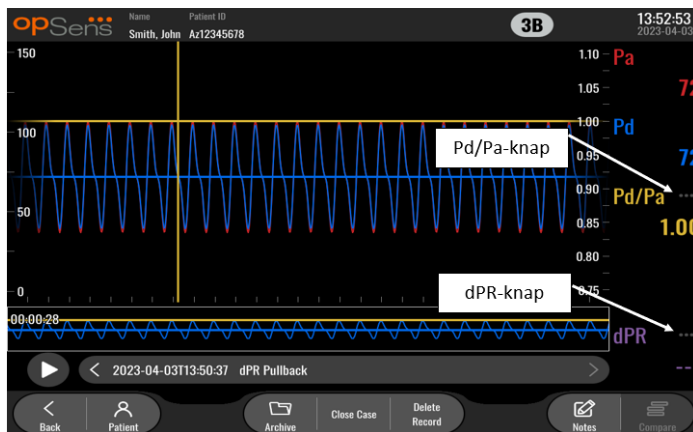 opSens
Name
Patient ID
Smith, John
Az12345678
3B
13:52:53
2023-04-03
150
100
50
0
1.10
1.05
1.00
0.95
0.90
0.85
0.80
0.75
Pa
72
Pd
72
Pd/Pa-knap
Pd/Pa
---
1.00
dPR-knap
dPR
---
--
00:00:28
2023-04-03T13:50:37 dPR Pullback
Back
Patient
Archive
Close Case
Delete
Record
Notes
Compare